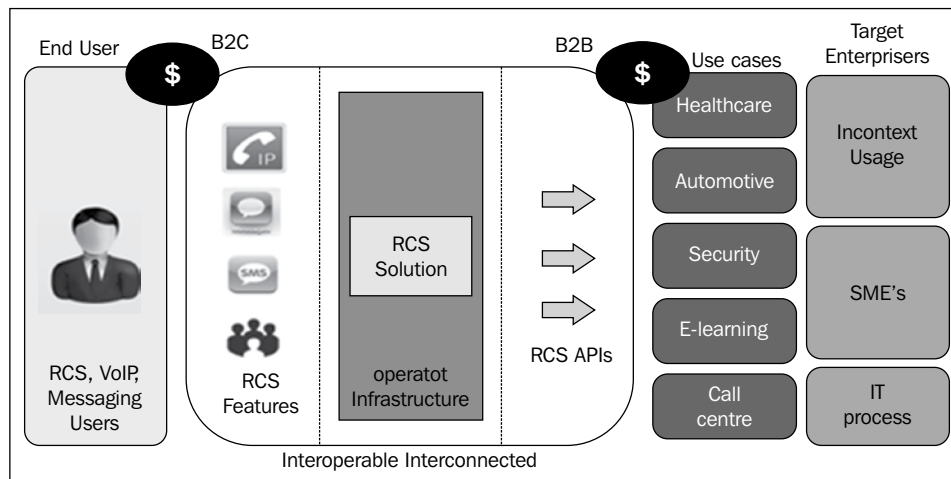 End User
$
B2C
B2B
$
Use cases
Target
Enterprisers
RCS, VoIP,
Messaging
Users
IP
SMS
RCS
Features
RCS
Solution
operatot
Infrastructure
RCS APIs
Healthcare
Automotive
Security
E-learning
Call
centre
Incontext
Usage
SME's
IT
process
Interoperable Interconnected